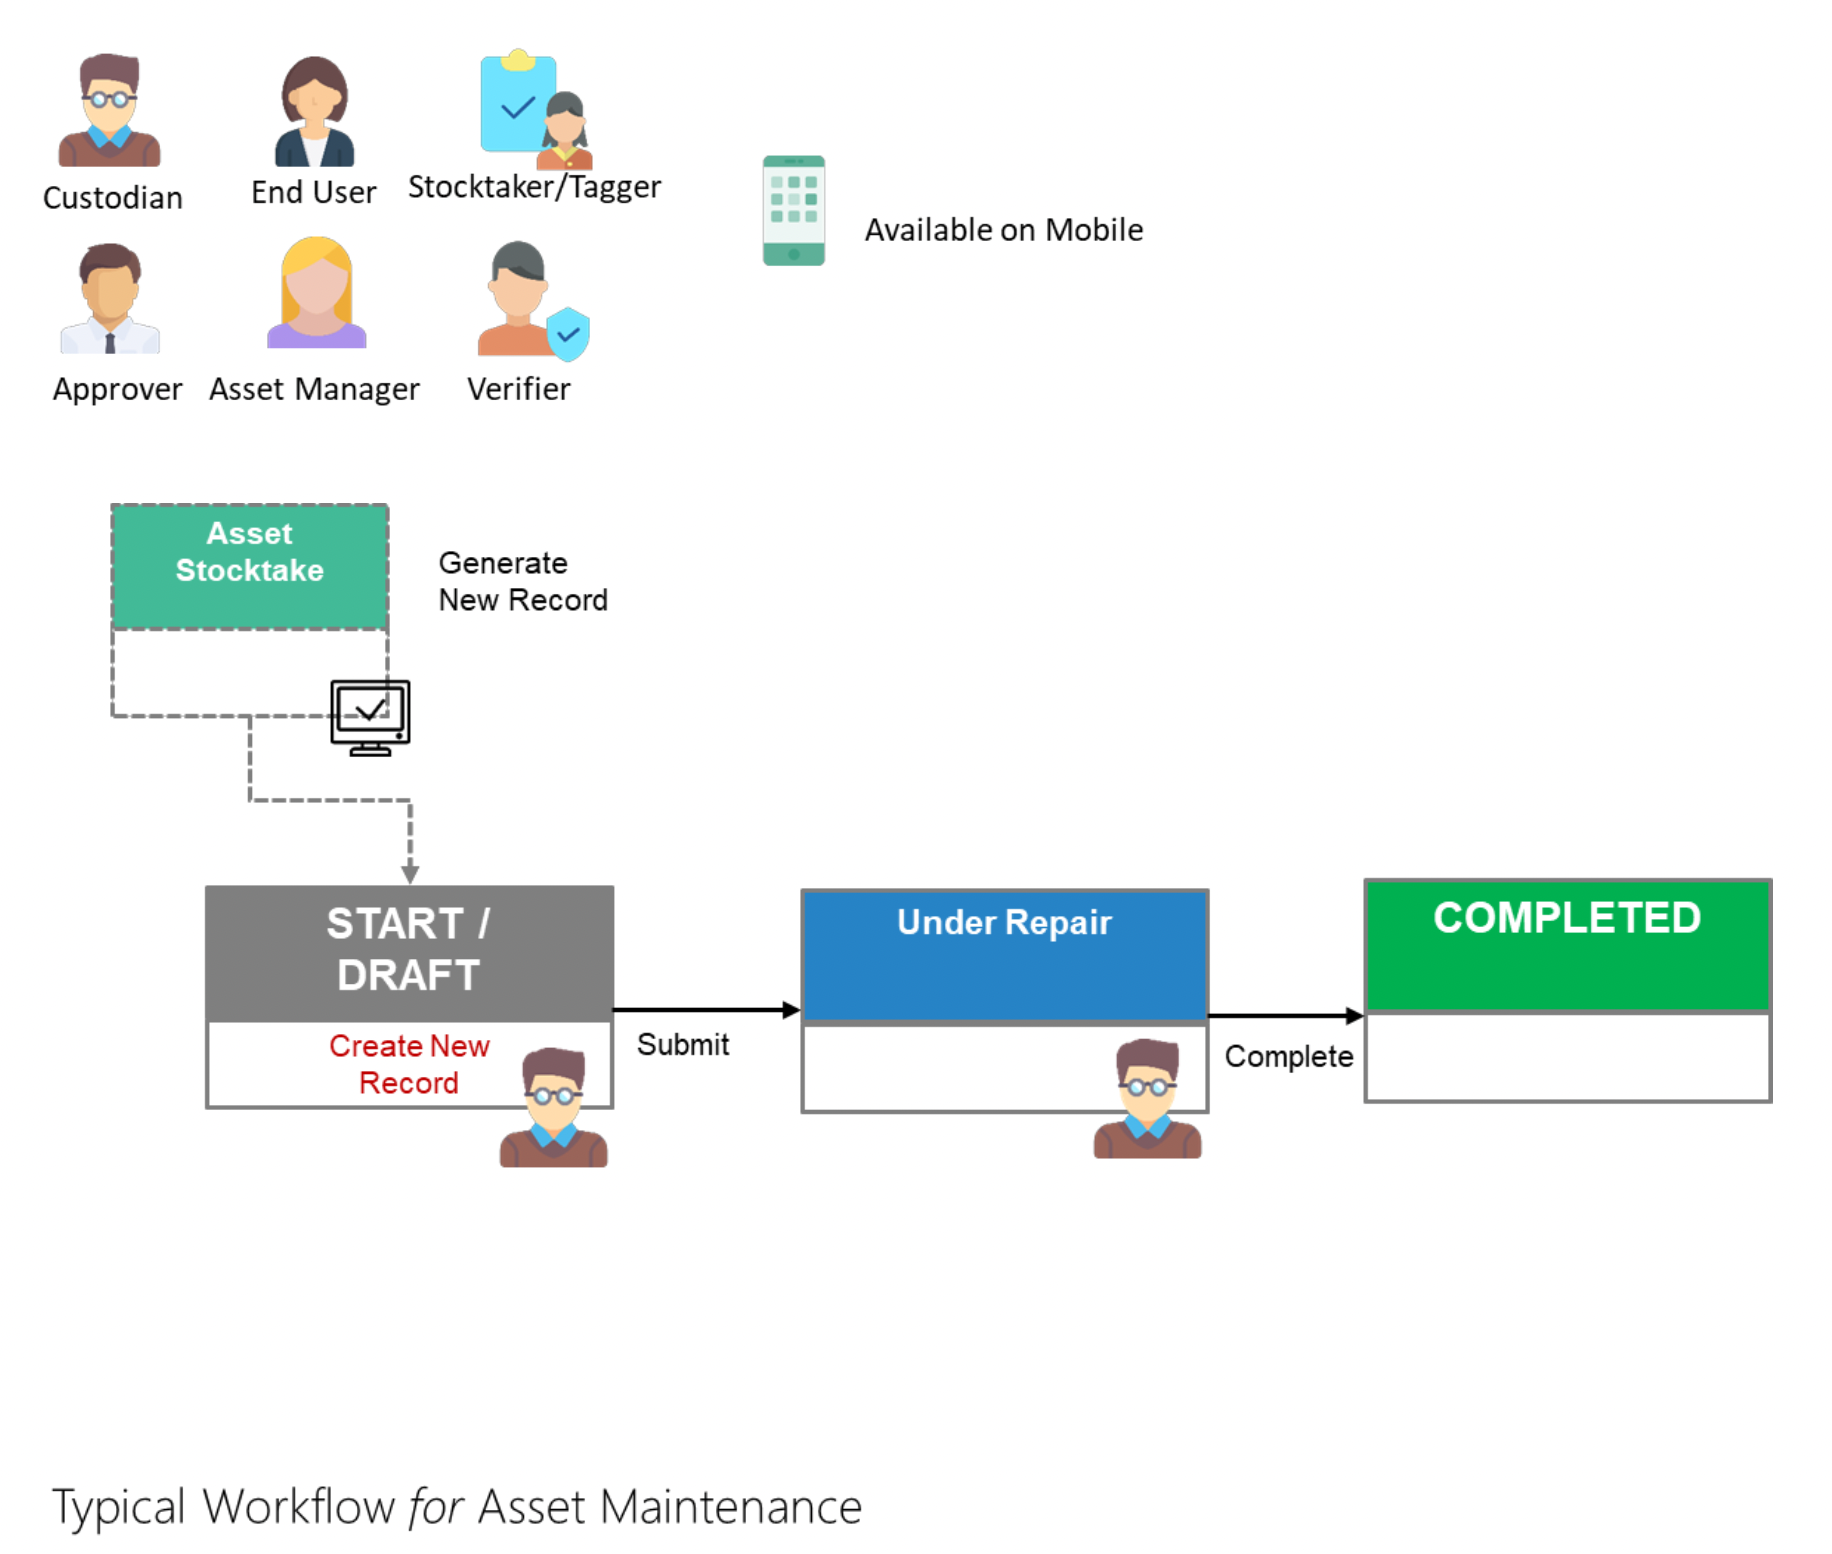 Custodian
End User
Stocktaker/Tagger
Available on Mobile
Approver
Asset Manager
Verifier
Asset
Stocktake
Generate
New Record
START /
DRAFT
Create New
Record
Submit
Under Repair
Complete
COMPLETED
Typical Workflow for Asset Maintenance